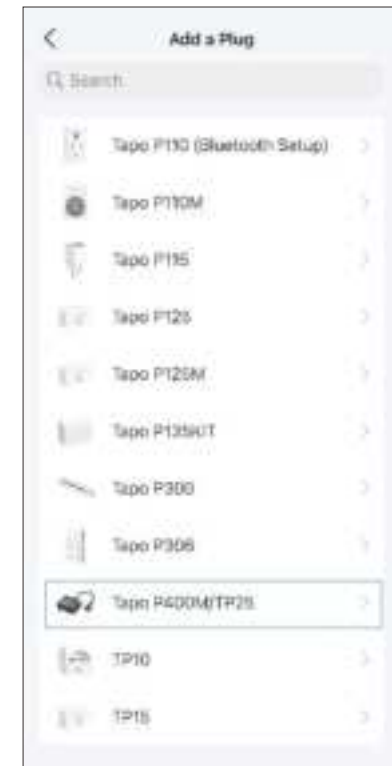 Add a Plug
Search
Tapo P110 (Bluetooth Setup)
Tapo P110M
Tapo P115
Tapo P125
Tapo P125M
Tapo P135KIT
Tapo P300
Tapo P306
Tapo P400M/TP25
TP10
TP15